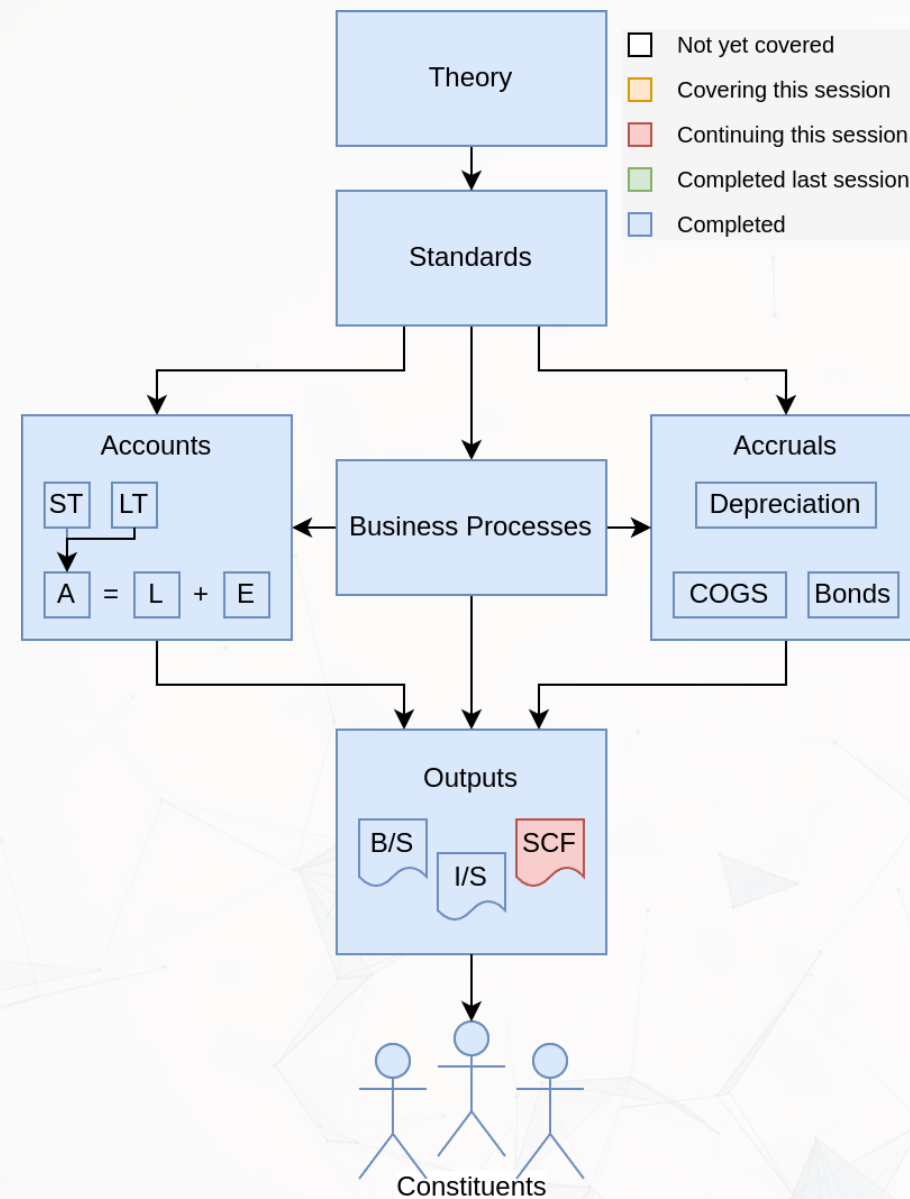 Theory
Not yet covered
Covering this session
Continuing this session
Completed last session
Completed
Standards
Accounts
ST LT
A = L + E
Business Processes
Accruals
Depreciation
COGS Bonds
Outputs
B/S
I/S
SCF
Constituents